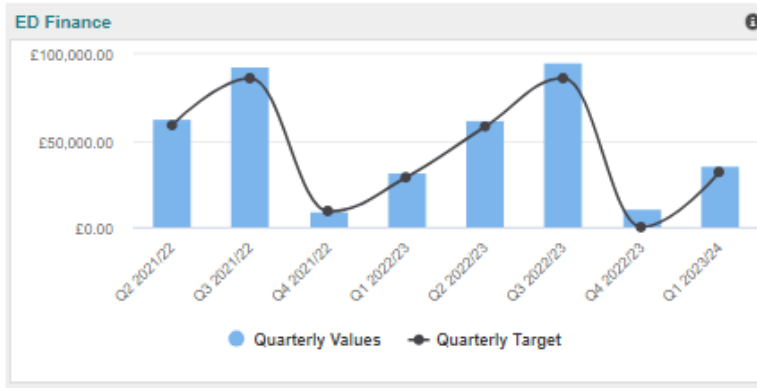 ED Finance
£100,000.00
£50,000.00
£0.00
Q2 2021/22
Q3 2021/22
Q4 2021/22
Q1 2022/23
Q2 2022/23
Q3 2022/23
Q4 2022/23
Q1 2023/24
Quarterly Values
Quarterly Target